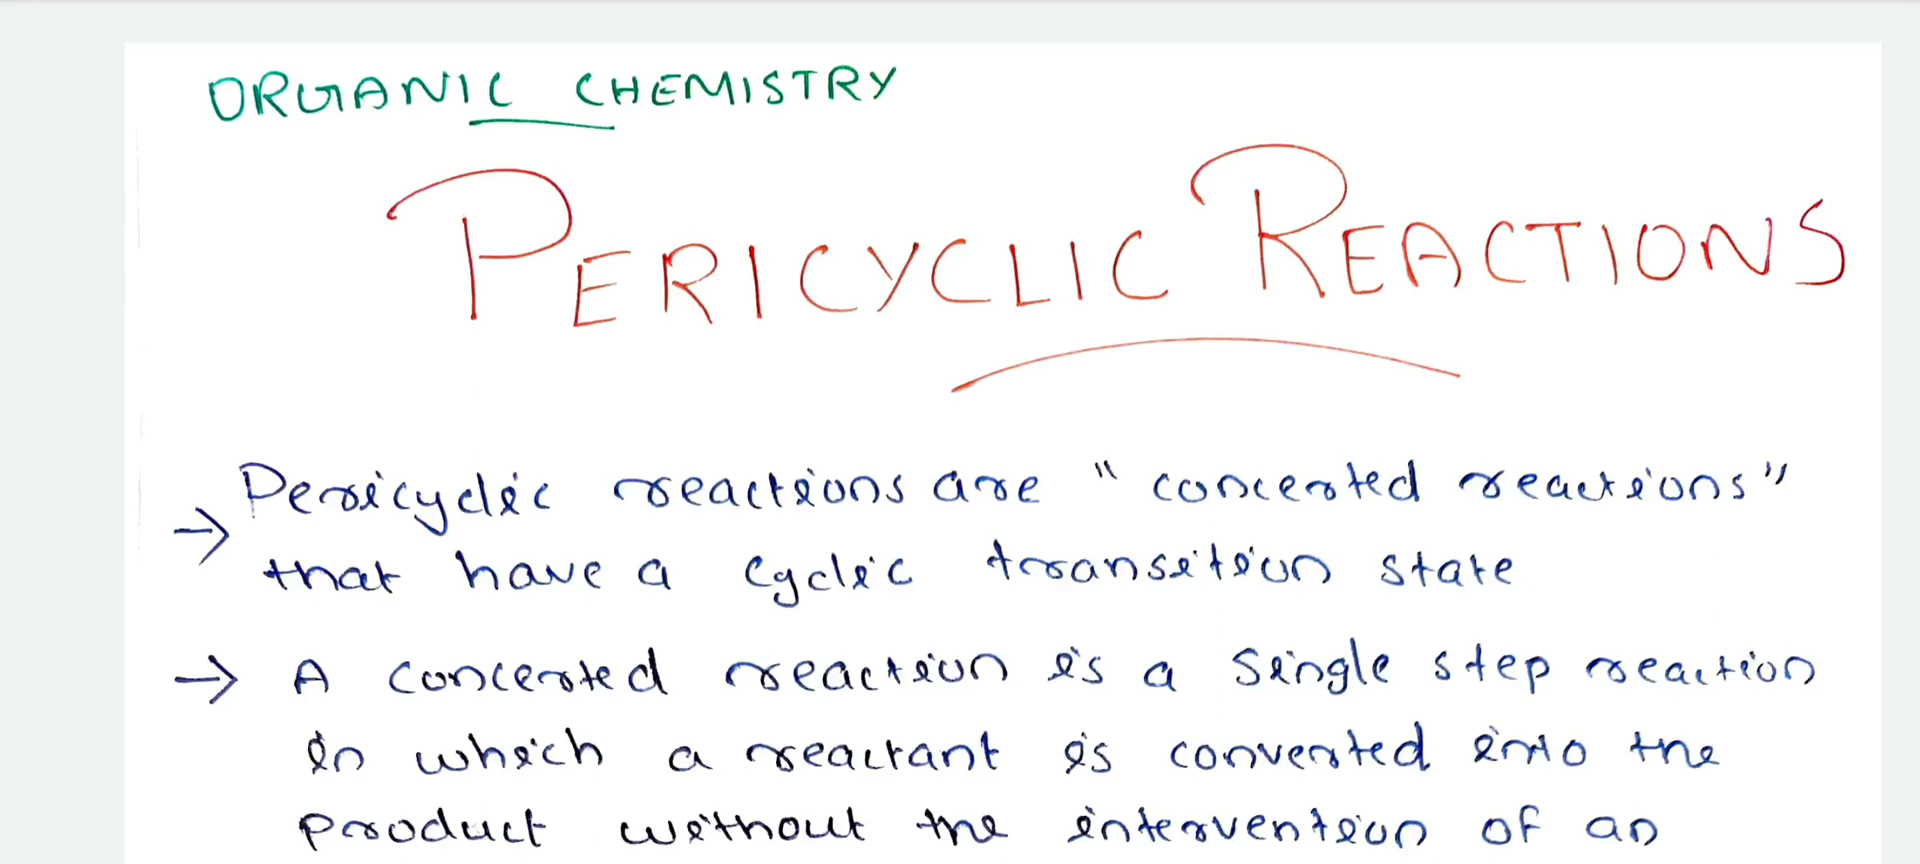 ORGANIC CHEMISTRY
PERICYCLIC REACTIONS
→ Pericyclic reactions are "concerted reactions"
that have a cyclic transition state
→ A concerted reaction is a single step reaction
in which a reactant is converted into the
product without the intervention of an